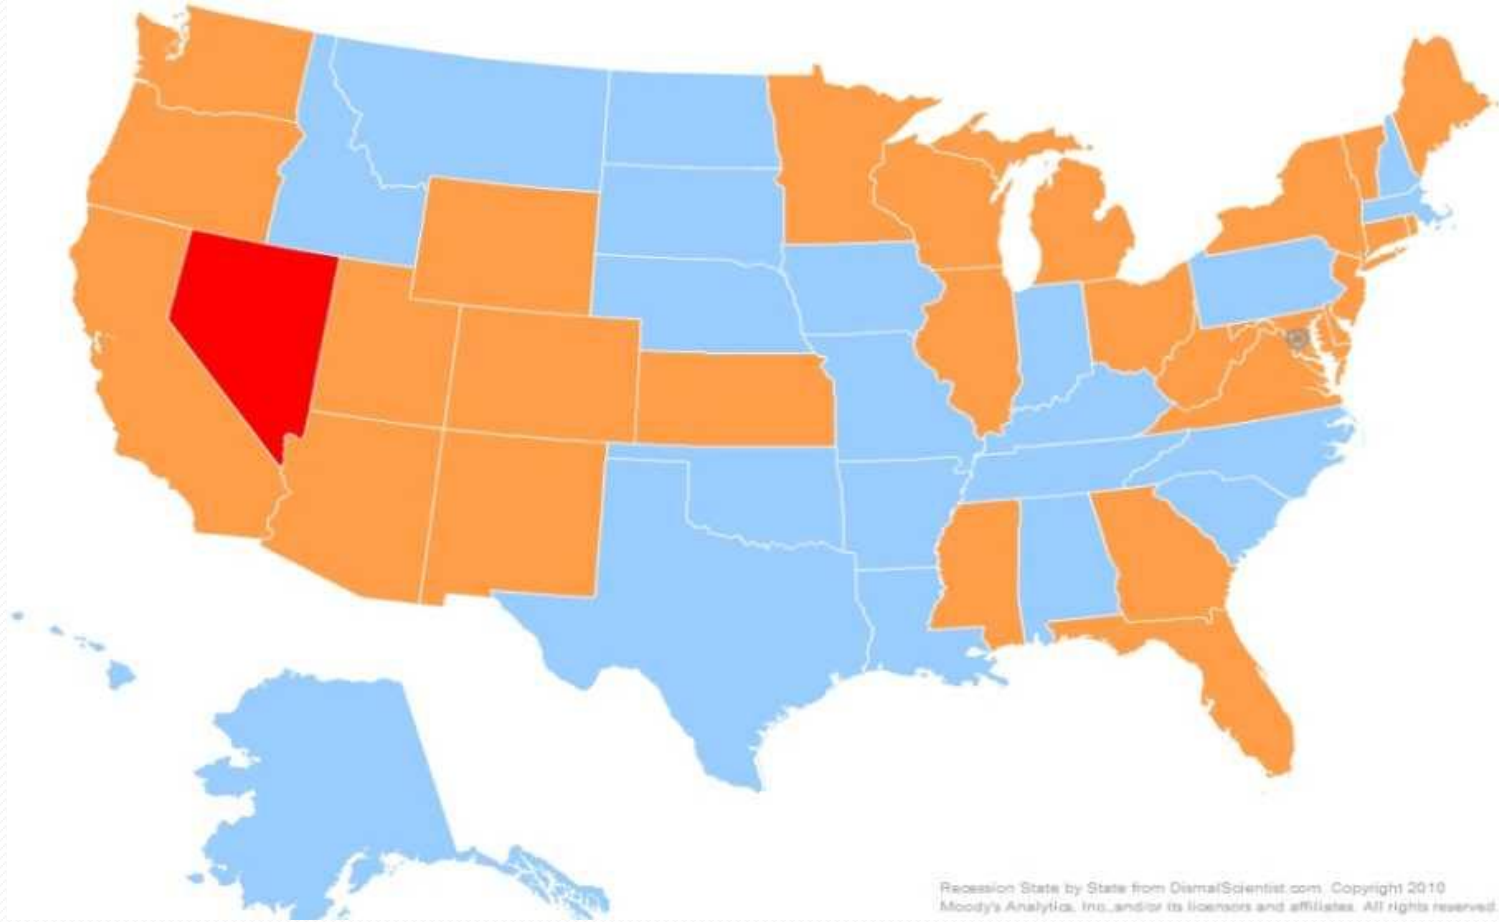 Recession State by State from DismalScientist.com. Copyright 2010
Moody's Analytics, Inc.,and/or its licensors and affiliates. All rights reserved.